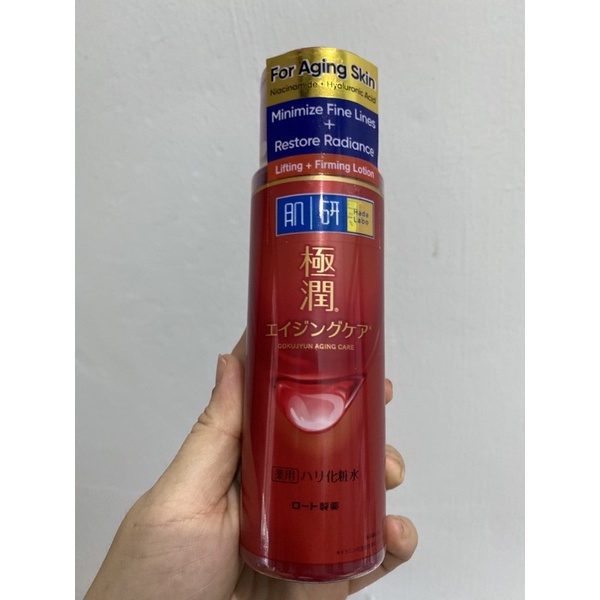 For Aging Skin
Niacinamide + Hyaluronic Acid
Minimize Fine Lines
+
Restore Radiance
Lifting + Firming Lotion
肌研
Hada
Labo
極
潤®
エイジングケア
GOKUJYUN AGING CARE
薬用 ハリ化粧水
ロート製薬